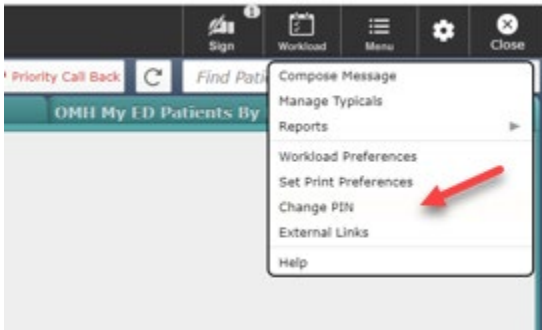 0
Sign
Workload
Menu
Close
Priority Call Back
Find Pati
OMH My ED Patients By
Compose Message
Manage Typicals
Reports
Workload Preferences
Set Print Preferences
Change PIN
External Links
Help